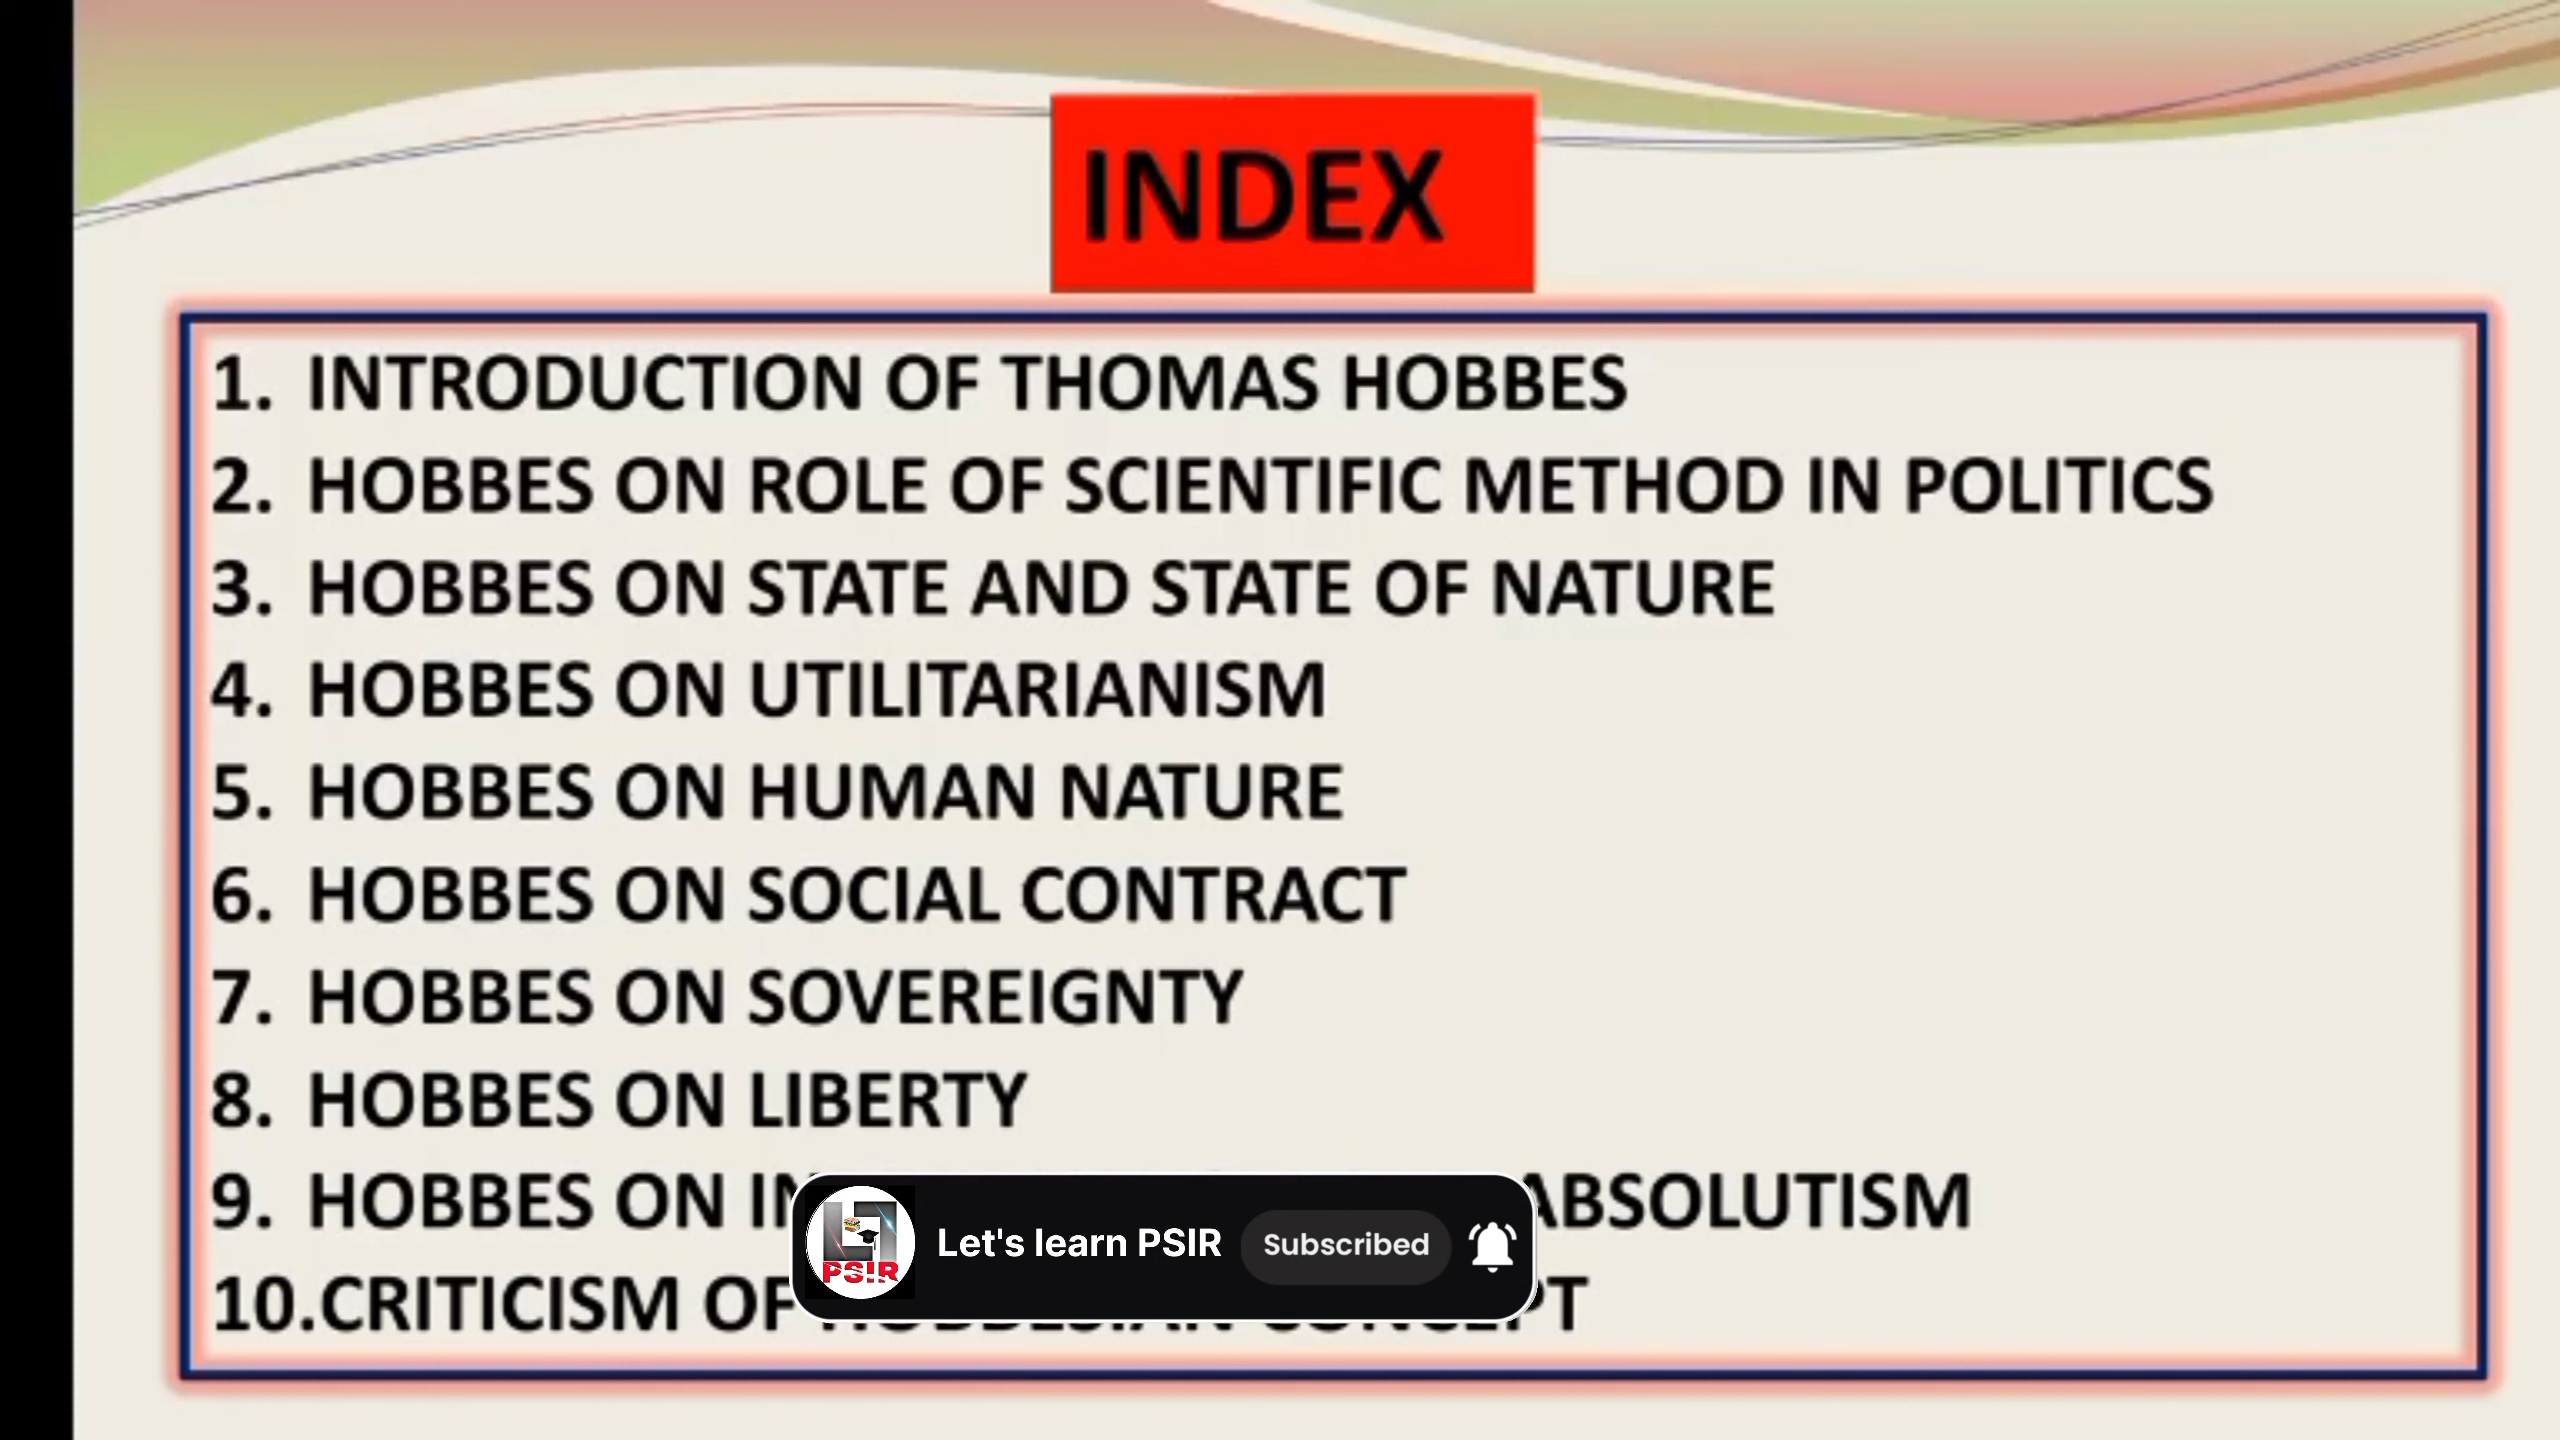 INDEX
1. INTRODUCTION OF THOMAS HOBBES
2. HOBBES ON ROLE OF SCIENTIFIC METHOD IN POLITICS
3. HOBBES ON STATE AND STATE OF NATURE
4. HOBBES ON UTILITARIANISM
5. HOBBES ON HUMAN NATURE
6. HOBBES ON SOCIAL CONTRACT
7. HOBBES ON SOVEREIGNTY
8. HOBBES ON LIBERTY
9. HOBBES ON ABSOLUTISM
10.CRITICISM OF HOBBESIAN CONCEPT
PSIR
Let's learn PSIR Subscribed